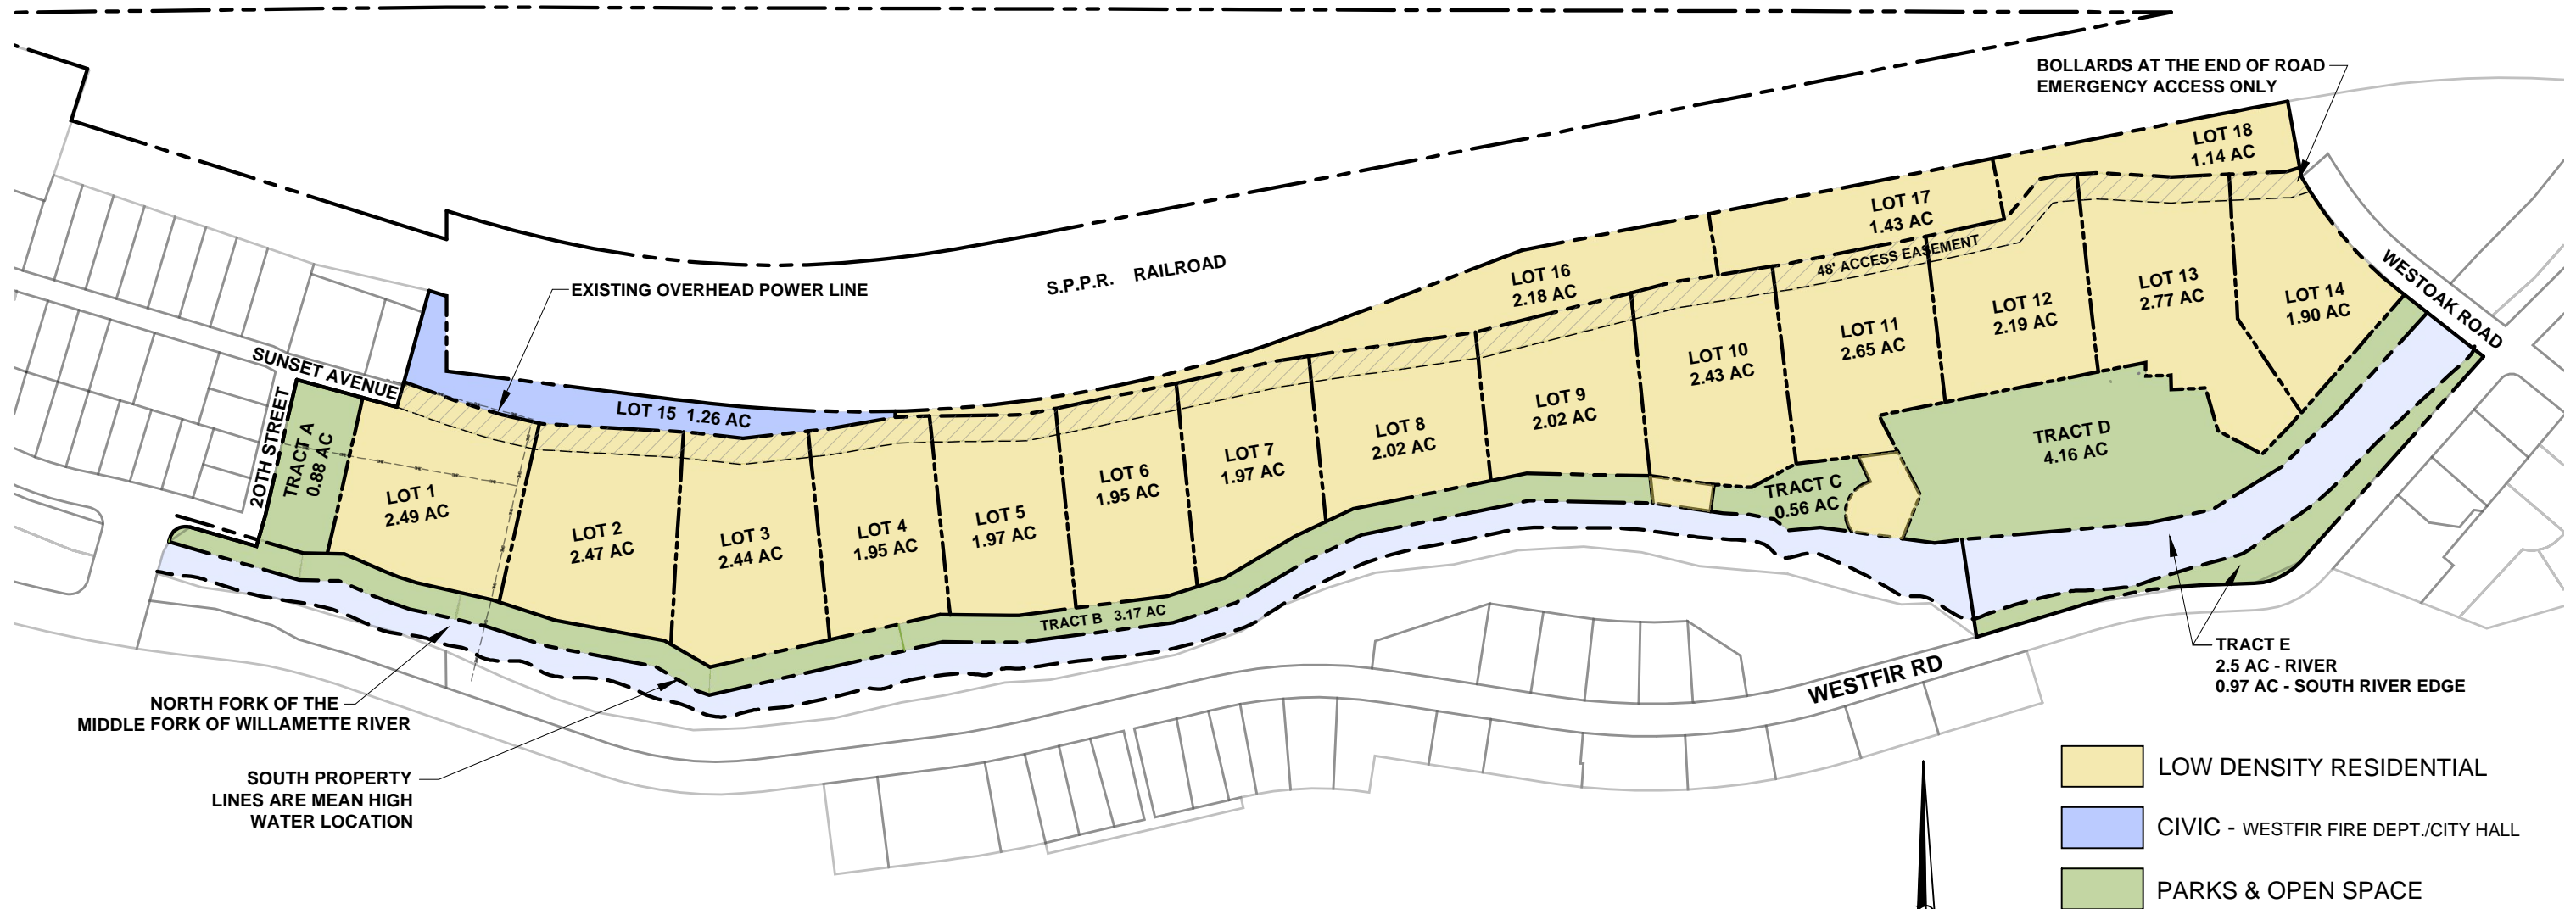 BOLLARDS AT THE END OF ROAD
EMERGENCY ACCESS ONLY
LOT 18
1.14 AC
LOT 17
1.43 AC
48' ACCESS EASEMENT
S.P.P.R. RAILROAD
LOT 16
2.18 AC
EXISTING OVERHEAD POWER LINE
WESTOAK ROAD
SUNSET AVENUE
20TH STREET
TRACT A
0.88 AC
LOT 15 1.26 AC
LOT 1
2.49 AC
LOT 2
2.47 AC
LOT 3
2.44 AC
LOT 4
1.95 AC
LOT 5
1.97 AC
LOT 6
1.95 AC
LOT 7
1.97 AC
LOT 8
2.02 AC
LOT 9
2.02 AC
LOT 10
2.43 AC
LOT 11
2.65 AC
LOT 12
2.19 AC
LOT 13
2.77 AC
LOT 14
1.90 AC
TRACT C
0.56 AC
TRACT D
4.16 AC
TRACT B 3.17 AC
TRACT E
2.5 AC - RIVER
0.97 AC - SOUTH RIVER EDGE
WESTFIR RD
NORTH FORK OF THE
MIDDLE FORK OF WILLAMETTE RIVER
SOUTH PROPERTY
LINES ARE MEAN HIGH
WATER LOCATION
LOW DENSITY RESIDENTIAL
CIVIC - WESTFIR FIRE DEPT./CITY HALL
PARKS & OPEN SPACE